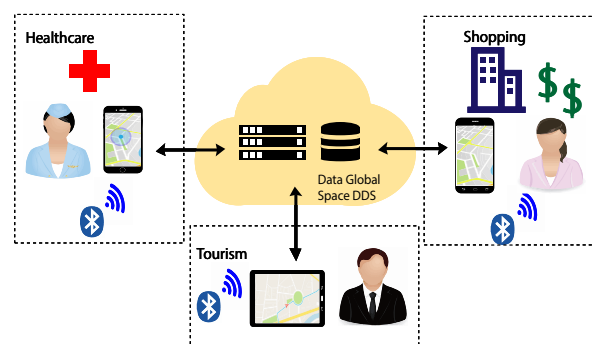 Healthcare
Shopping
$
$
Data Global
Space DDS
Tourism